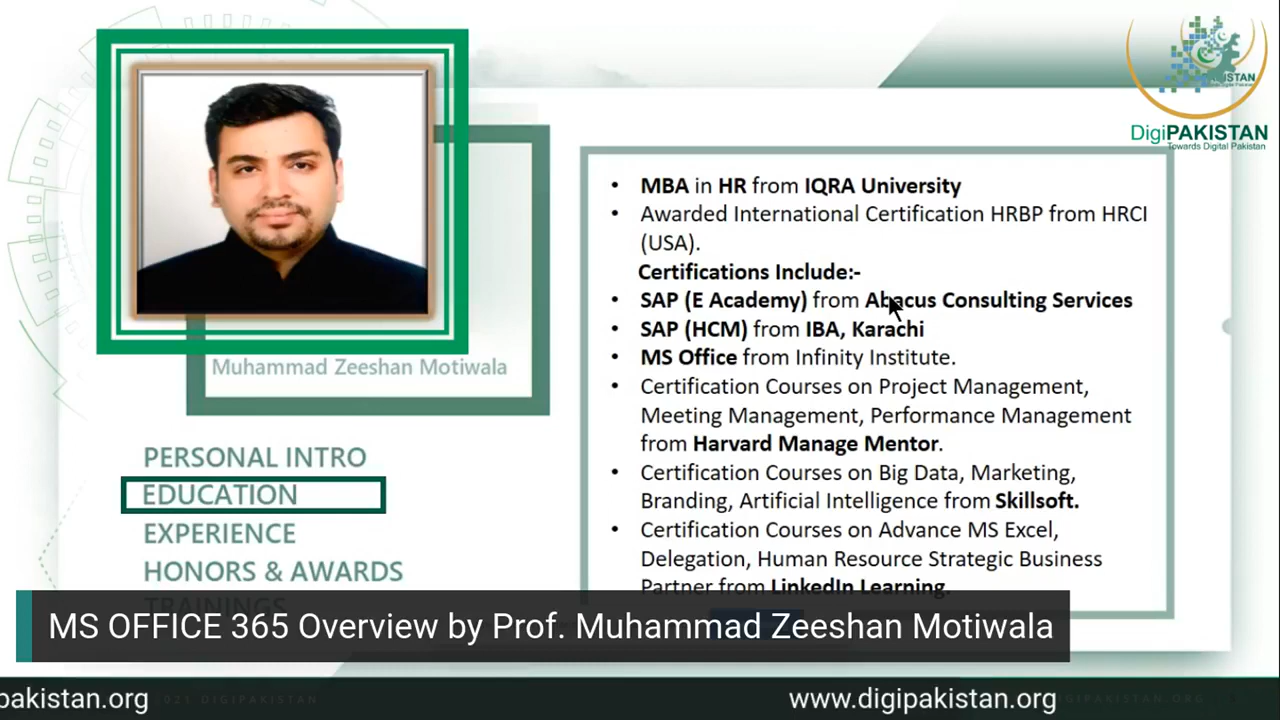 DigiPAKISTAN
Towards Digital Pakistan
• MBA in HR from IQRA University
• Awarded International Certification HRBP from HRCI
(USA).
Certifications Include:-
• SAP (E Academy) from Abacus Consulting Services
• SAP (HCM) from IBA, Karachi
• MS Office from Infinity Institute.
• Certification Courses on Project Management,
Meeting Management, Performance Management
from Harvard Manage Mentor.
• Certification Courses on Big Data, Marketing,
Branding, Artificial Intelligence from Skillsoft.
• Certification Courses on Advance MS Excel,
Delegation, Human Resource Strategic Business
Partner from LinkedIn Learning.
Muhammad Zeeshan Motiwala
PERSONAL INTRO
EDUCATION
EXPERIENCE
HONORS & AWARDS
TRAININGS
MS OFFICE 365 Overview by Prof. Muhammad Zeeshan Motiwala
pakistan.org
2021 DIGIPAKISTAN
www.digipakistan.org